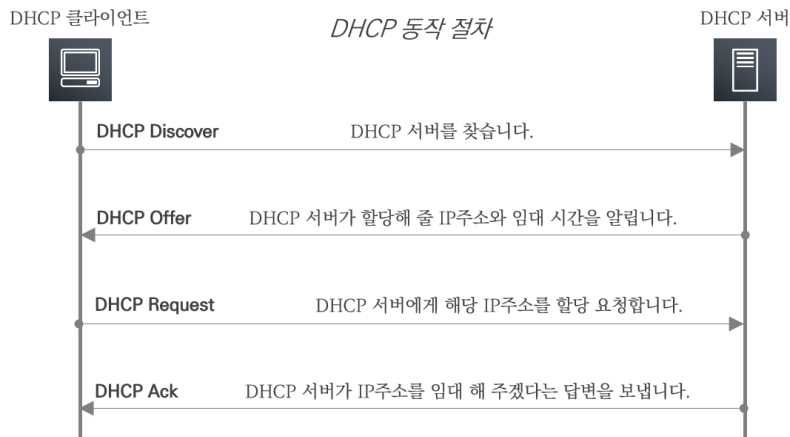 DHCP 클라이언트
DHCP 동작 절차
DHCP 서버
DHCP Discover DHCP 서버를 찾습니다.
DHCP Offer DHCP 서버가 할당해 줄 IP주소와 임대 시간을 알립니다.
DHCP Request DHCP 서버에게 해당 IP주소를 할당 요청합니다.
DHCP Ack DHCP 서버가 IP주소를 임대 해 주겠다는 답변을 보냅니다.